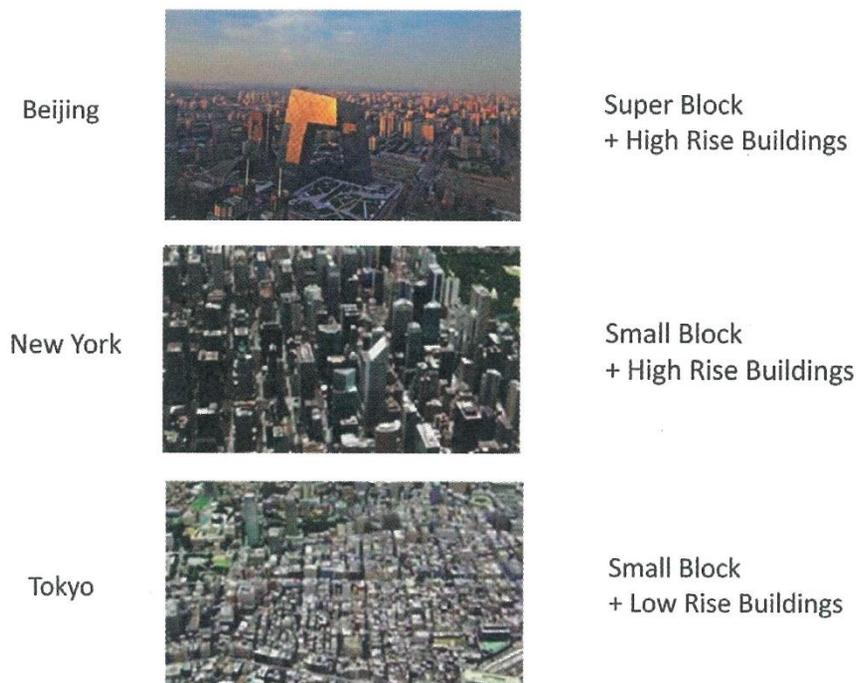 Beijing
Super Block
+ High Rise Buildings
New York
Small Block
+ High Rise Buildings
Tokyo
Small Block
+ Low Rise Buildings